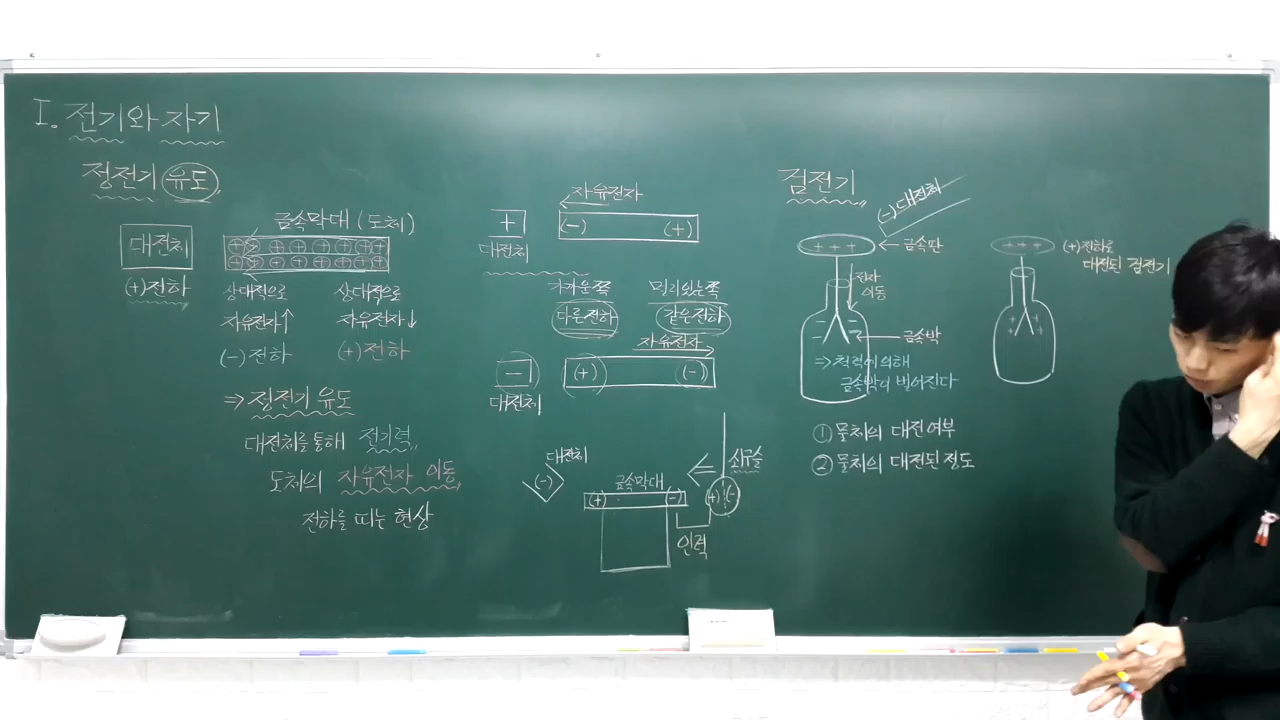 I. 전기와 자기
정전기 유도
대전체
(+)전하
금속막대 (도체)
상대적으로
자유전자↑
(-)전하
상대적으로
자유전자↓
(+)전하
⇒ 정전기 유도
대전체를 통해 전기력
도체의 자유전자 이동
전하를 띠는 현상
자유전자
+
(-) (+)
대전체
가까운 쪽
다른전하
멀리있는쪽
같은전하
자유전자
-
(+) (-)
대전체
대전체
(-)
금속막대
(+) (-)
쇠구슬
(+) (-)
인력
검전기
(-)대전체
+ + +
← 금속판
전자
이동
금속박
⇒ 척력에 의해
금속박이 벌어진다
① 물체의 대전여부
② 물체의 대전된 정도
+ + +
(+)전하로
대전된 검전기